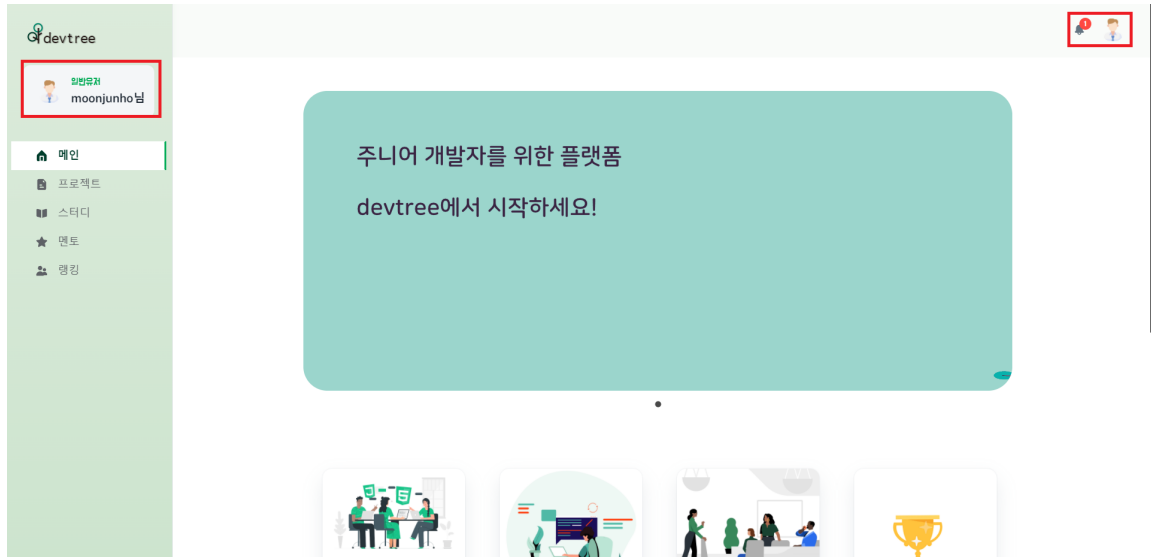 devtree
1
일반유저
moonjunho님
메인
프로젝트
스터디
멘토
랭킹
주니어 개발자를 위한 플랫폼
devtree에서 시작하세요!